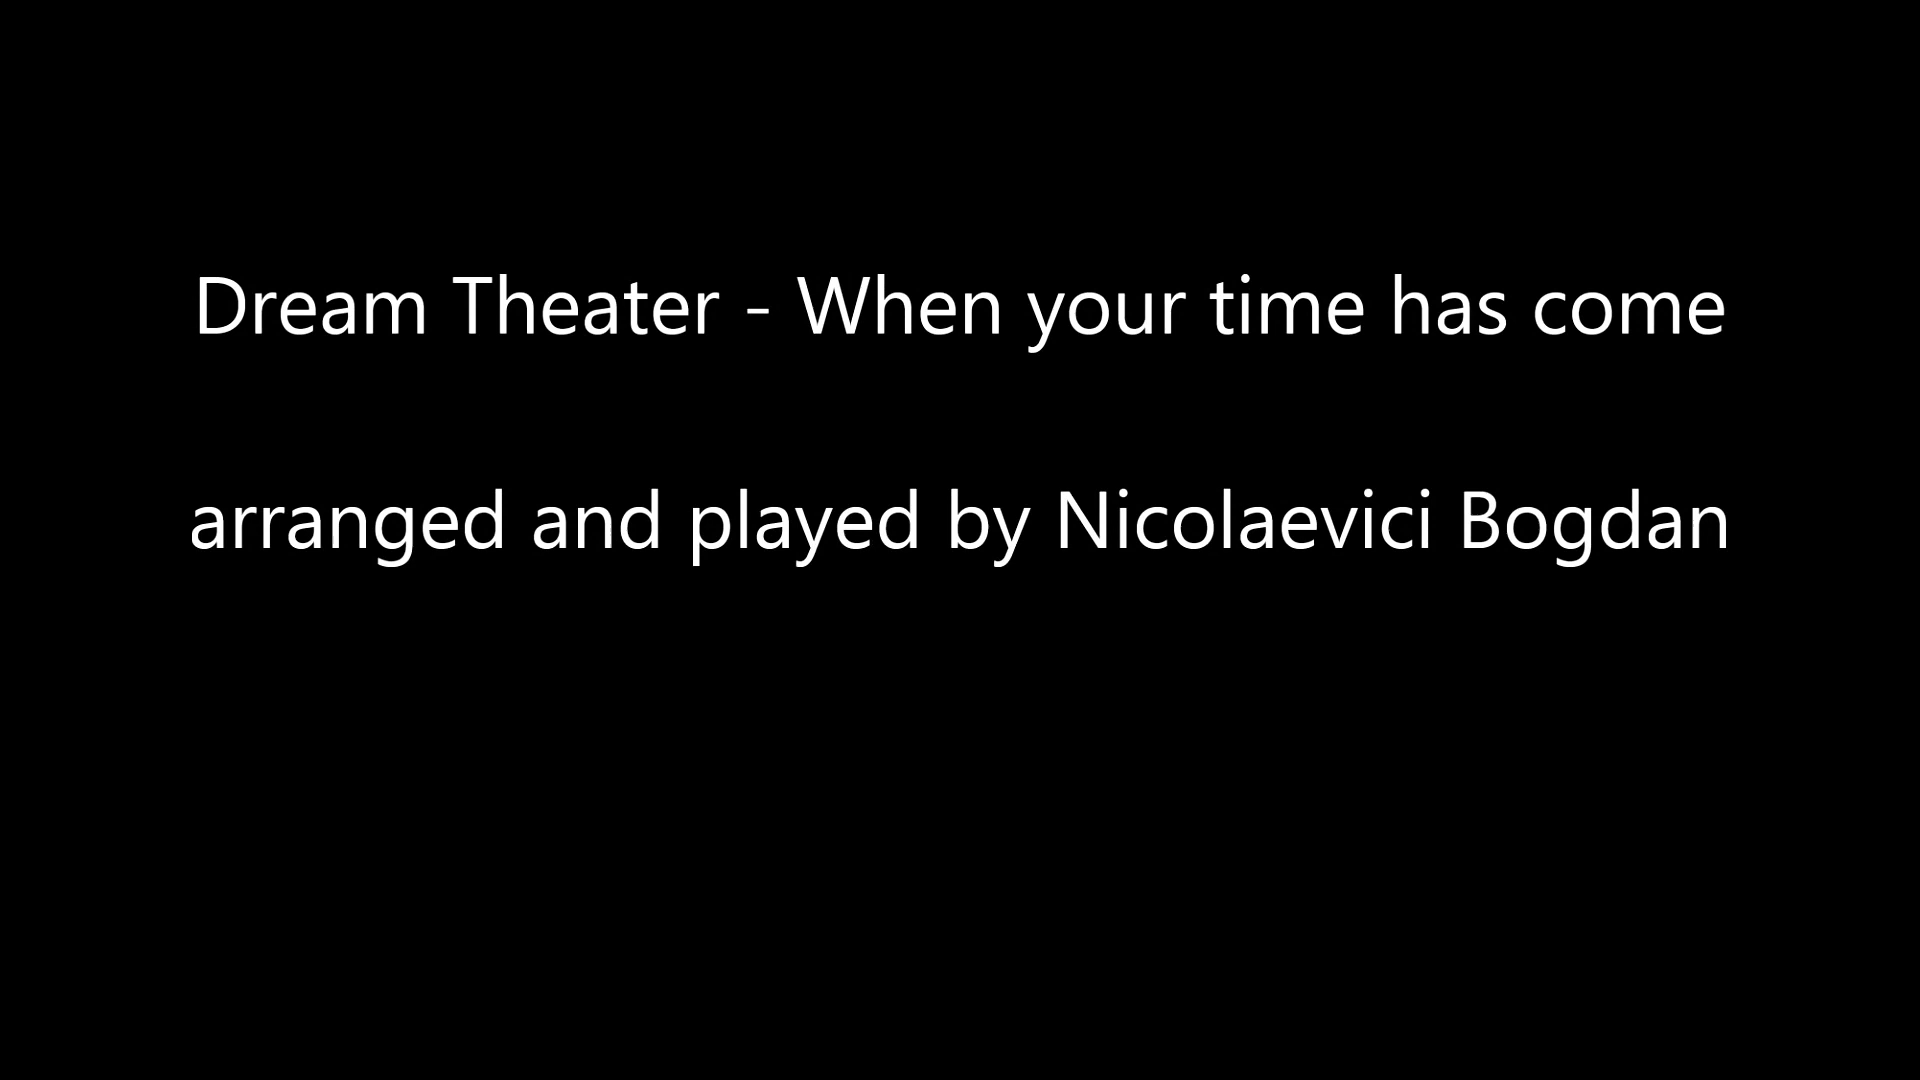 Dream Theater - When your time has come
arranged and played by Nicolaevici Bogdan